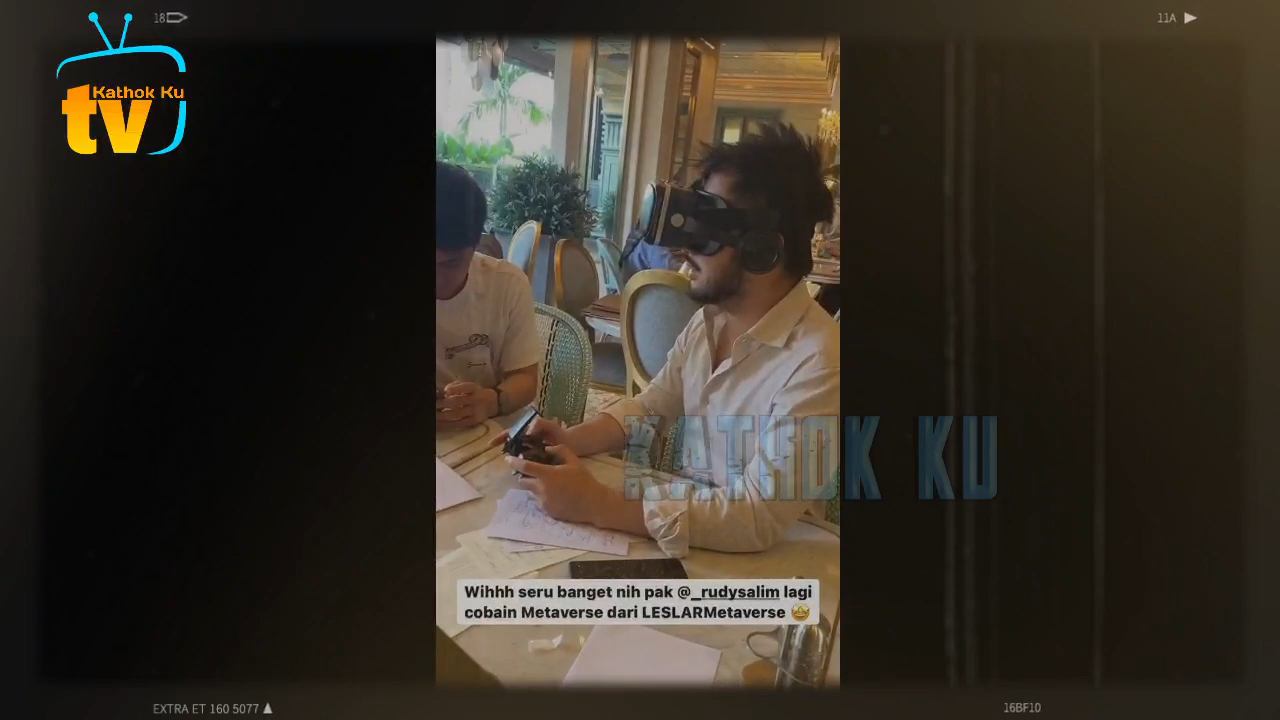 18
11A
Kathok Ku
tv
KATHOK KU
Wihhh seru banget nih pak @_rudysalim lagi
cobain Metaverse dari LESLARMetaverse 🤩
EXTRA ET 160 5077
16BF10